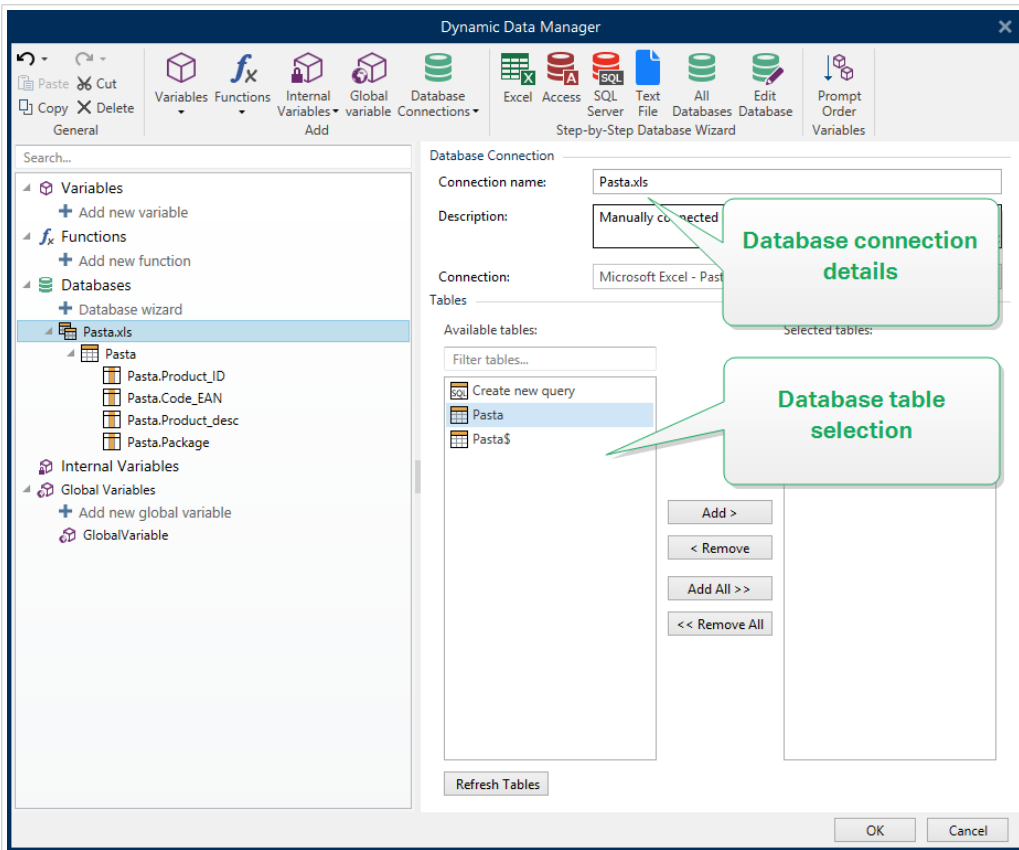 Dynamic Data Manager
Paste Cut
Copy Delete
General
Variables Functions Internal Variables Global variable Database Connections
Add
Excel Access SQL Server Text File All Databases Edit Database
Step-by-Step Database Wizard
Prompt Order
Variables
Search...
Variables
Add new variable
Functions
Add new function
Databases
Database wizard
Pasta.xls
Pasta
Pasta.Product_ID
Pasta.Code_EAN
Pasta.Product_desc
Pasta.Package
Internal Variables
Global Variables
Add new global variable
GlobalVariable
Database Connection
Connection name: Pasta.xls
Description: Manually connected
Connection: Microsoft Excel - Past
Database connection
details
Tables
Available tables:
Selected tables:
Filter tables...
SQL Create new query
Pasta
Pasta$
Database table
selection
Add >
< Remove
Add All >>
<< Remove All
Refresh Tables
OK Cancel